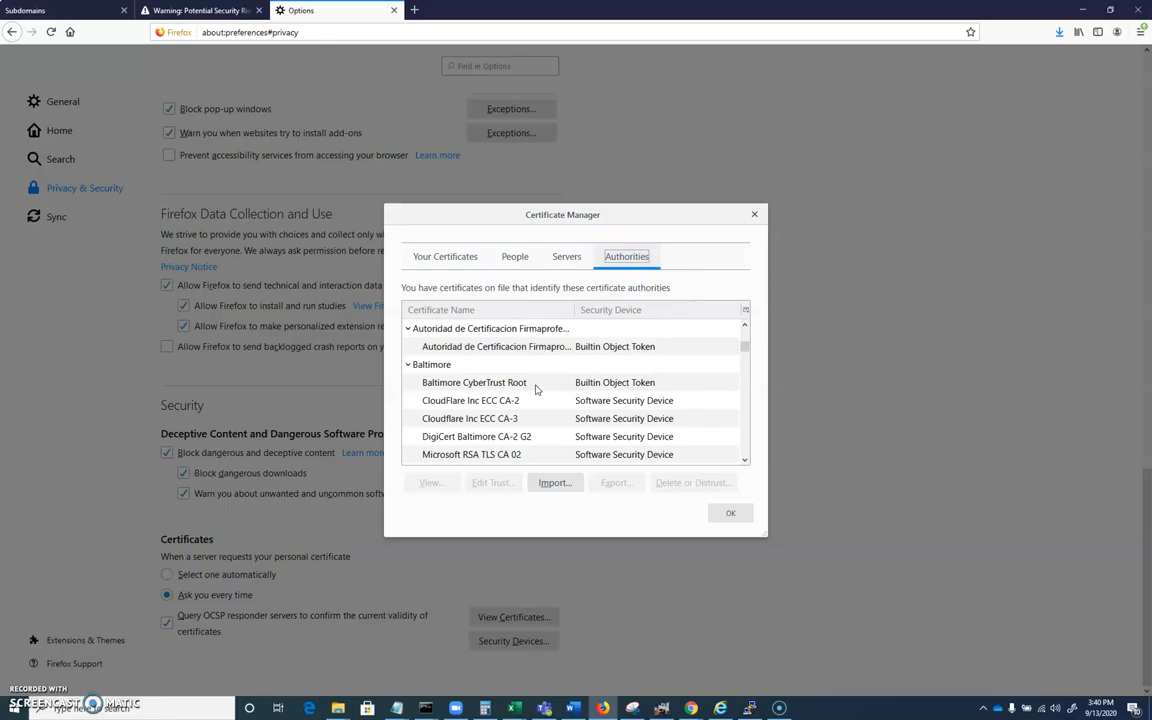 Subdomains
Warning: Potential Security Ris
Options
Firefox
about:preferences#privacy
Find in Options
General
Home
Search
Privacy & Security
Sync
Block pop-up windows
Exceptions...
Warn you when websites try to install add-ons
Exceptions...
Prevent accessibility services from accessing your browser
Learn more
Firefox Data Collection and Use
We strive to provide you with choices and collect only
Firefox for everyone. We always ask permission before
Privacy Notice
Allow Firefox to send technical and interaction data
Allow Firefox to install and run studies
View Fi
Allow Firefox to make personalized extension re
Allow Firefox to send backlogged crash reports on y
Security
Deceptive Content and Dangerous Software Pro
Block dangerous and deceptive content
Learn more
Block dangerous downloads
Warn you about unwanted and uncommon softw
Certificates
When a server requests your personal certificate
Select one automatically
Ask you every time
Query OCSP responder servers to confirm the current validity of
certificates
View Certificates...
Security Devices...
Extensions & Themes
Firefox Support
Certificate Manager
Your Certificates
People
Servers
Authorities
You have certificates on file that identify these certificate authorities
Certificate Name
Security Device
Autoridad de Certificacion Firmaprofe...
Autoridad de Certificacion Firmapro...
Builtin Object Token
Baltimore
Baltimore CyberTrust Root
Builtin Object Token
CloudFlare Inc ECC CA-2
Software Security Device
Cloudflare Inc ECC CA-3
Software Security Device
DigiCert Baltimore CA-2 G2
Software Security Device
Microsoft RSA TLS CA 02
Software Security Device
View...
Edit Trust...
Import...
Export...
Delete or Distrust...
OK
RECORDED WITH
SCREENCAST MATIC
Type here to search
3:40 PM
9/13/2020